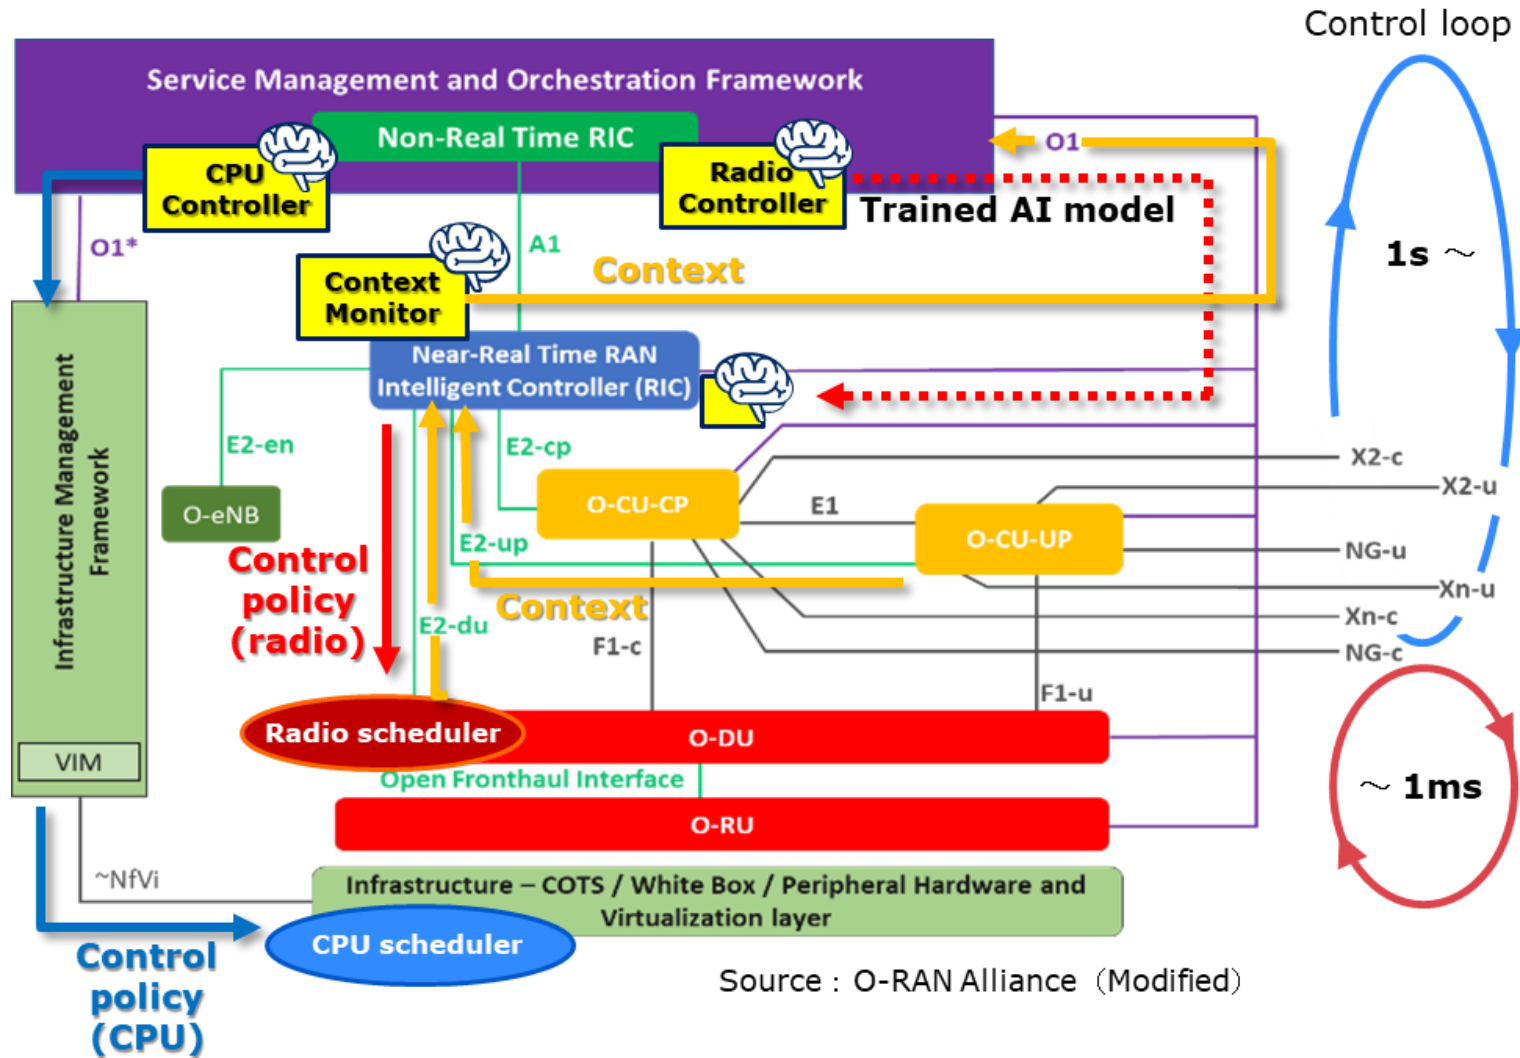 Control loop
Service Management and Orchestration Framework
Non-Real Time RIC
CPU
Controller
Radio
Controller
O1
Trained AI model
O1*
A1
Context
Context
Monitor
1s ～
Near-Real Time RAN
Intelligent Controller (RIC)
Infrastructure Management
Framework
E2-en
E2-cp
X2-c
X2-u
O-eNB
O-CU-CP
E1
O-CU-UP
E2-up
NG-u
Control
policy
(radio)
Context
Xn-u
E2-du
Xn-c
F1-c
NG-c
F1-u
Radio scheduler
O-DU
VIM
Open Fronthaul Interface
～ 1ms
O-RU
~NfVi
Infrastructure – COTS / White Box / Peripheral Hardware and
Virtualization layer
CPU scheduler
Control
policy
(CPU)
Source : O-RAN Alliance（Modified）